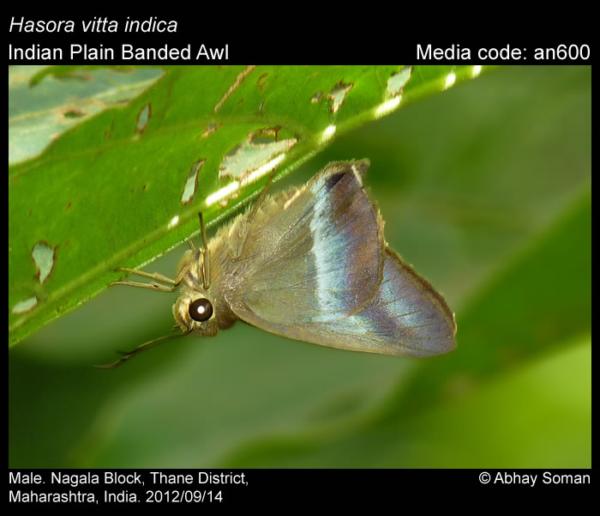 Hasora vitta indica
Indian Plain Banded Awl
Media code: an600
Male. Nagala Block, Thane District,
Maharashtra, India. 2012/09/14
© Abhay Soman